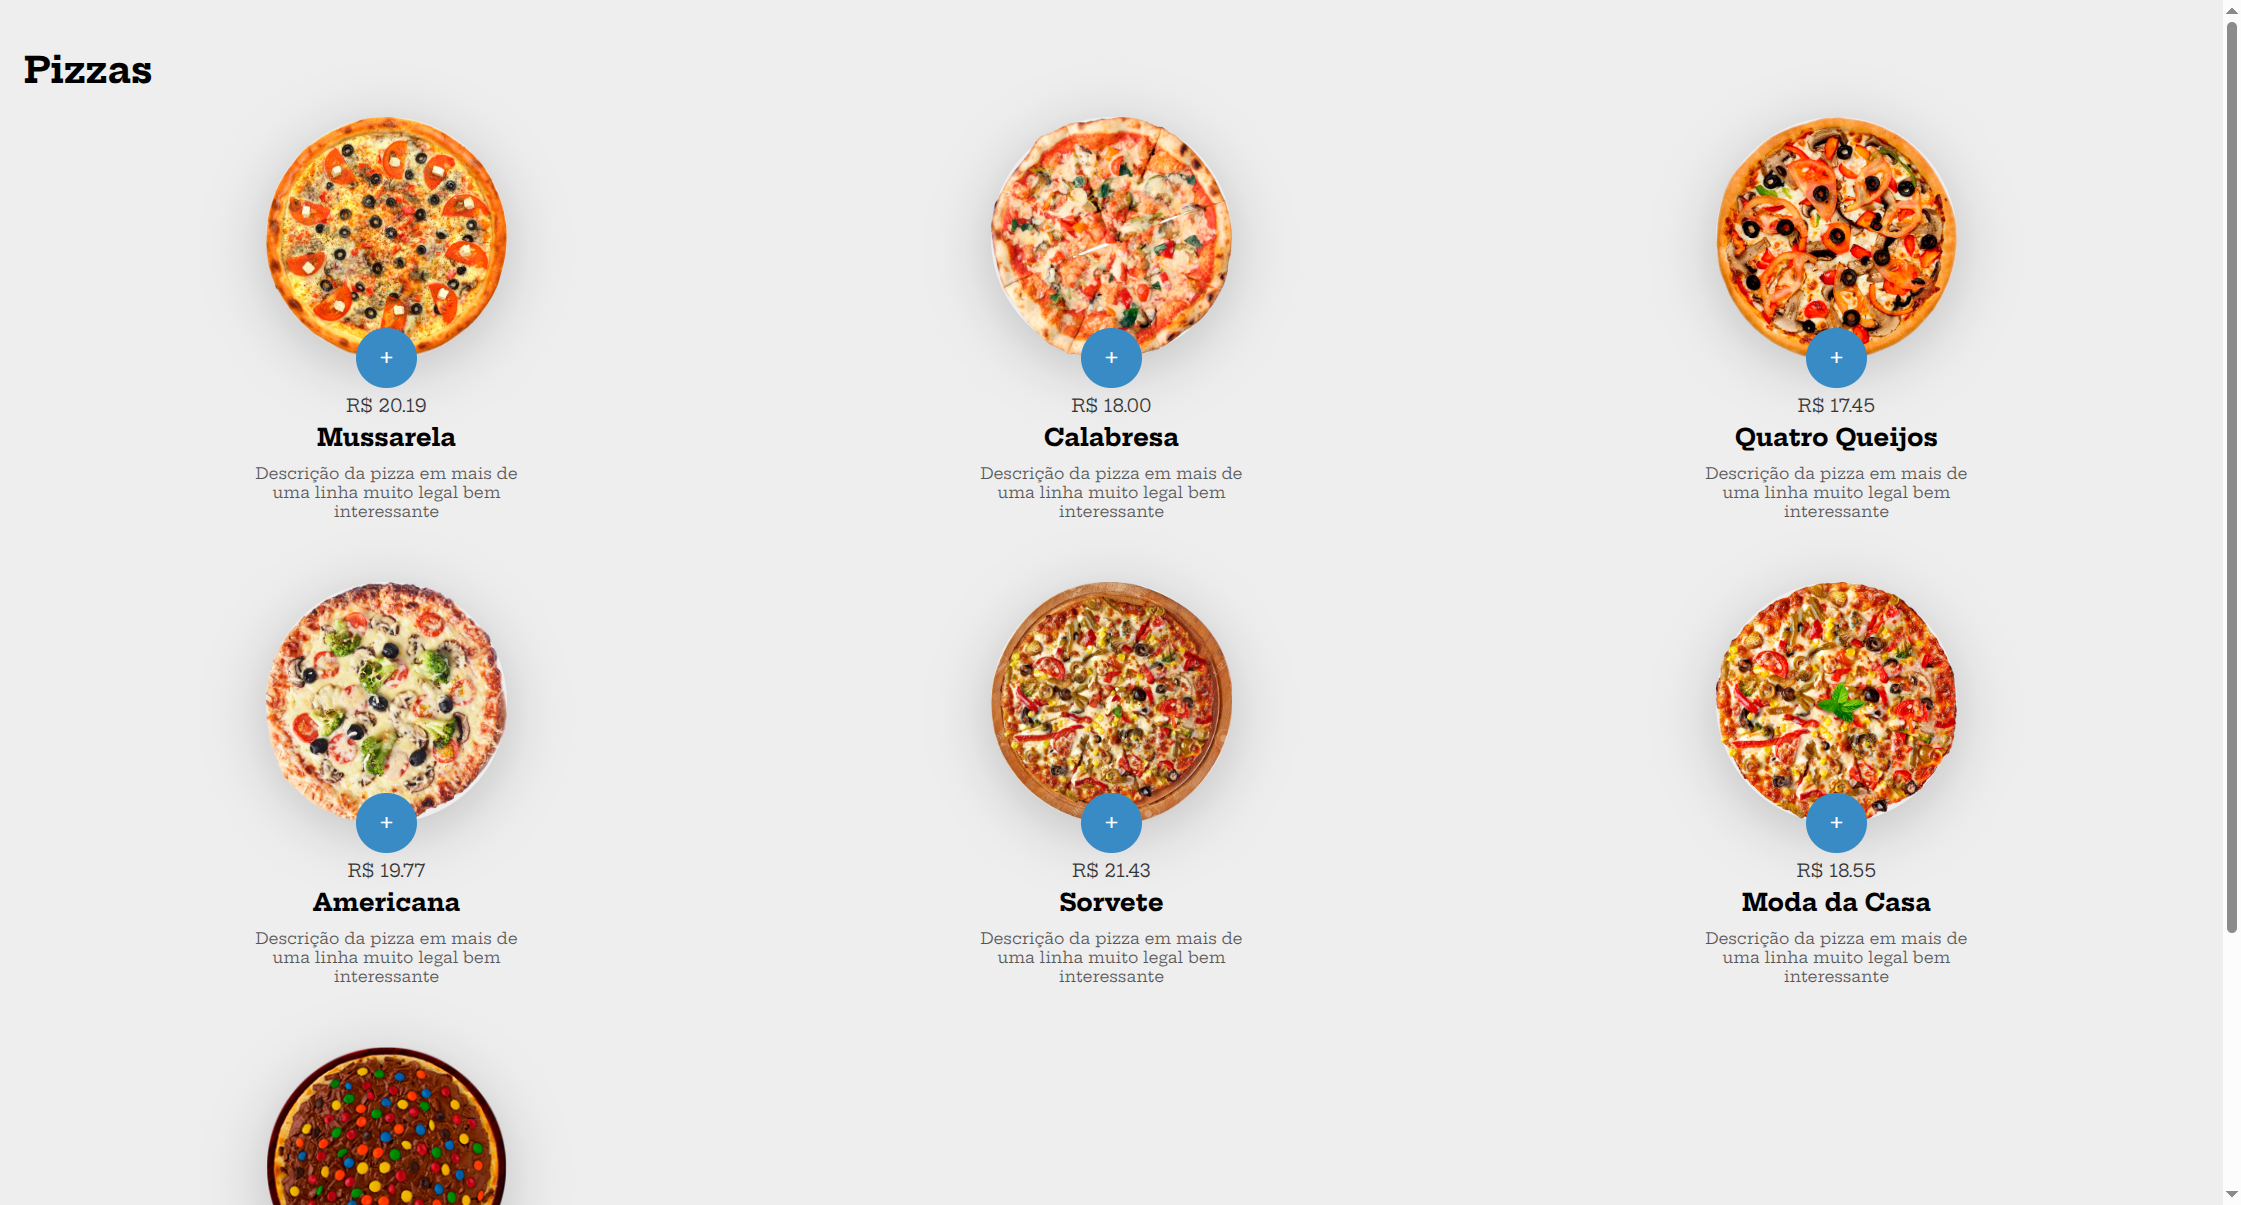 Pizzas
+
+
+
R$ 20.19
R$ 18.00
R$ 17.45
Mussarela
Calabresa
Quatro Queijos
Descrição da pizza em mais de
uma linha muito legal bem
interessante
Descrição da pizza em mais de
uma linha muito legal bem
interessante
Descrição da pizza em mais de
uma linha muito legal bem
interessante
+
+
+
R$ 19.77
R$ 21.43
R$ 18.55
Americana
Sorvete
Moda da Casa
Descrição da pizza em mais de
uma linha muito legal bem
interessante
Descrição da pizza em mais de
uma linha muito legal bem
interessante
Descrição da pizza em mais de
uma linha muito legal bem
interessante